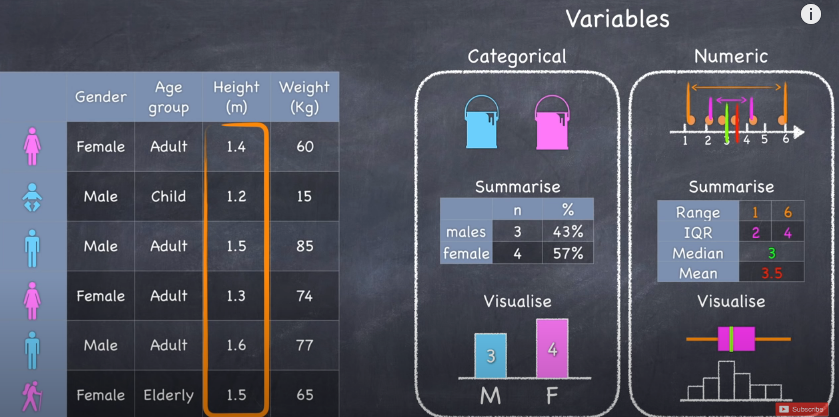 Variables
i
Gender Age group Height (m) Weight (Kg)
Female Adult 1.4 60
Male Child 1.2 15
Male Adult 1.5 85
Female Adult 1.3 74
Male Adult 1.6 77
Female Elderly 1.5 65
Categorical
Summarise
n %
males 3 43%
female 4 57%
Visualise
3 4
M F
Numeric
1 2 3 4 5 6
Summarise
Range 1 6
IQR 2 4
Median 3
Mean 3.5
Visualise
Subscribe